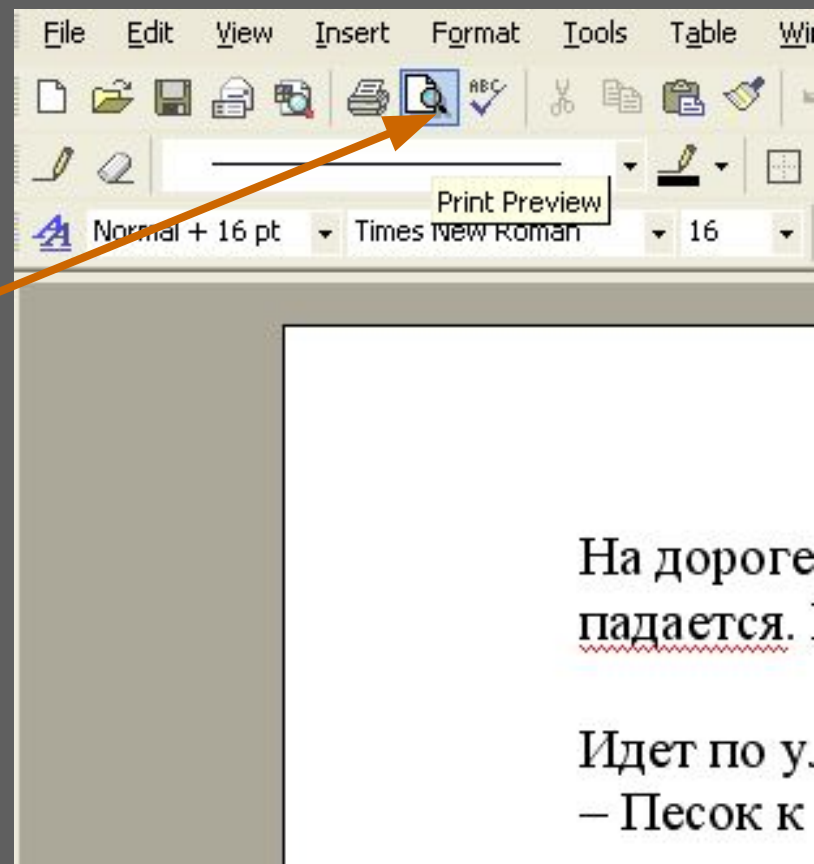 File Edit View Insert Format Tools Table
ABC
Print Preview
Normal + 16 pt Times New Roman 16
На дороге
падается.
Идет по
– Песок к